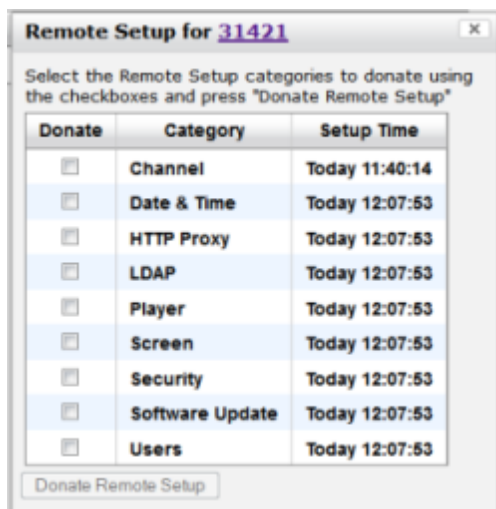 Remote Setup for 31421
Select the Remote Setup categories to donate using
the checkboxes and press "Donate Remote Setup"
Donate Category Setup Time
Channel Today 11:40:14
Date & Time Today 12:07:53
HTTP Proxy Today 12:07:53
LDAP Today 12:07:53
Player Today 12:07:53
Screen Today 12:07:53
Security Today 12:07:53
Software Update Today 12:07:53
Users Today 12:07:53
Donate Remote Setup